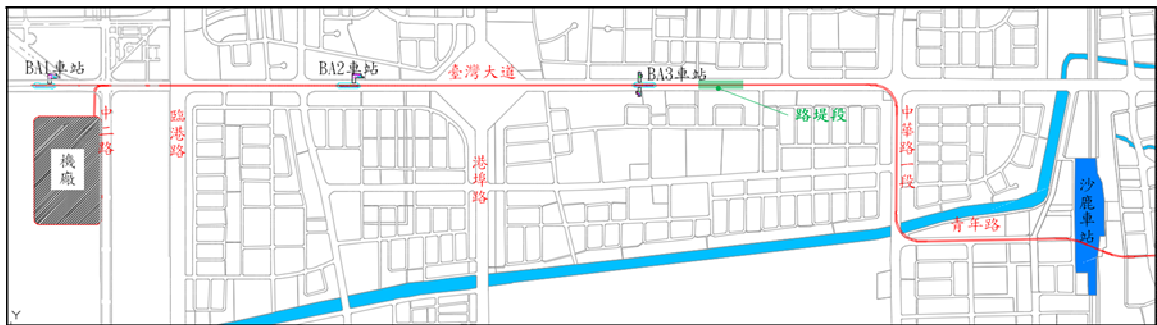 BA1車站
BA2車站
臺灣大道
BA3車站
路堤段
中二路
臨港路
機廠
港埠路
中華路一段
青年路
沙鹿車站
Y